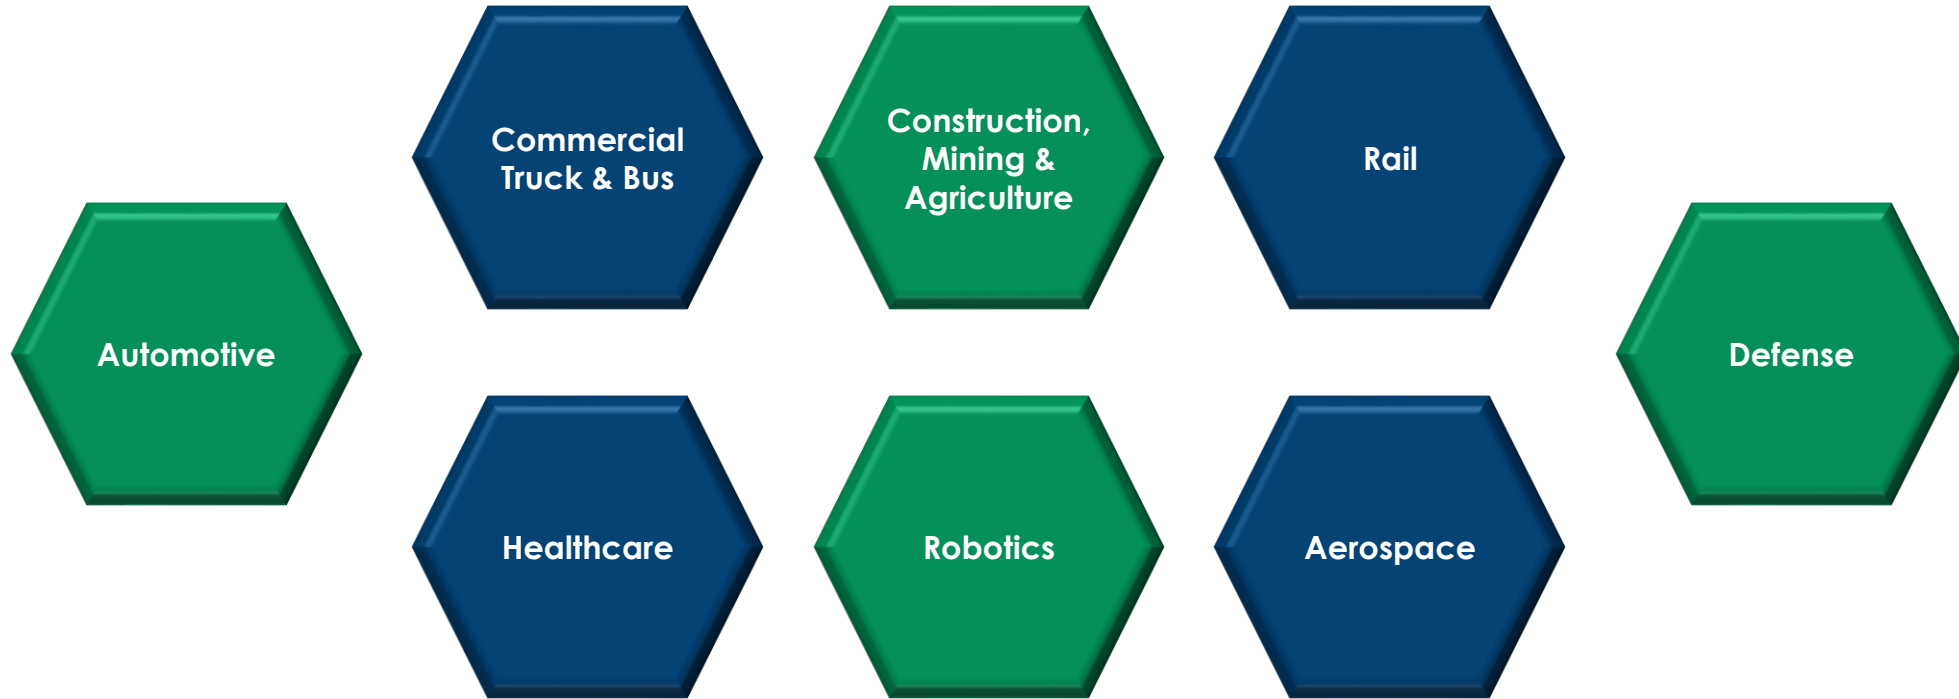 Commercial
Truck & Bus
Construction,
Mining &
Agriculture
Rail
Automotive
Defense
Healthcare
Robotics
Aerospace